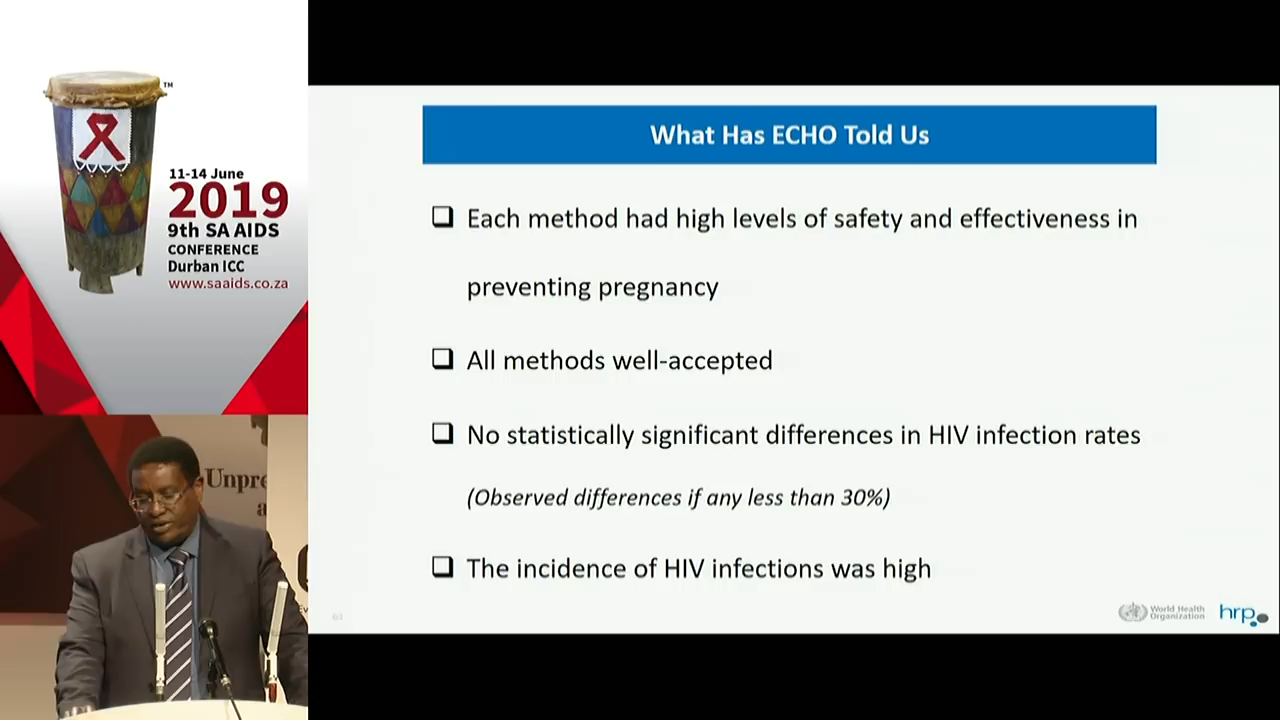 TM
11-14 June
2019
9th SA AIDS
CONFERENCE
Durban ICC
www.saaids.co.za
What Has ECHO Told Us
Each method had high levels of safety and effectiveness in
preventing pregnancy
All methods well-accepted
No statistically significant differences in HIV infection rates
(Observed differences if any less than 30%)
The incidence of HIV infections was high
World Health
Organization
hrp
Unpre
a